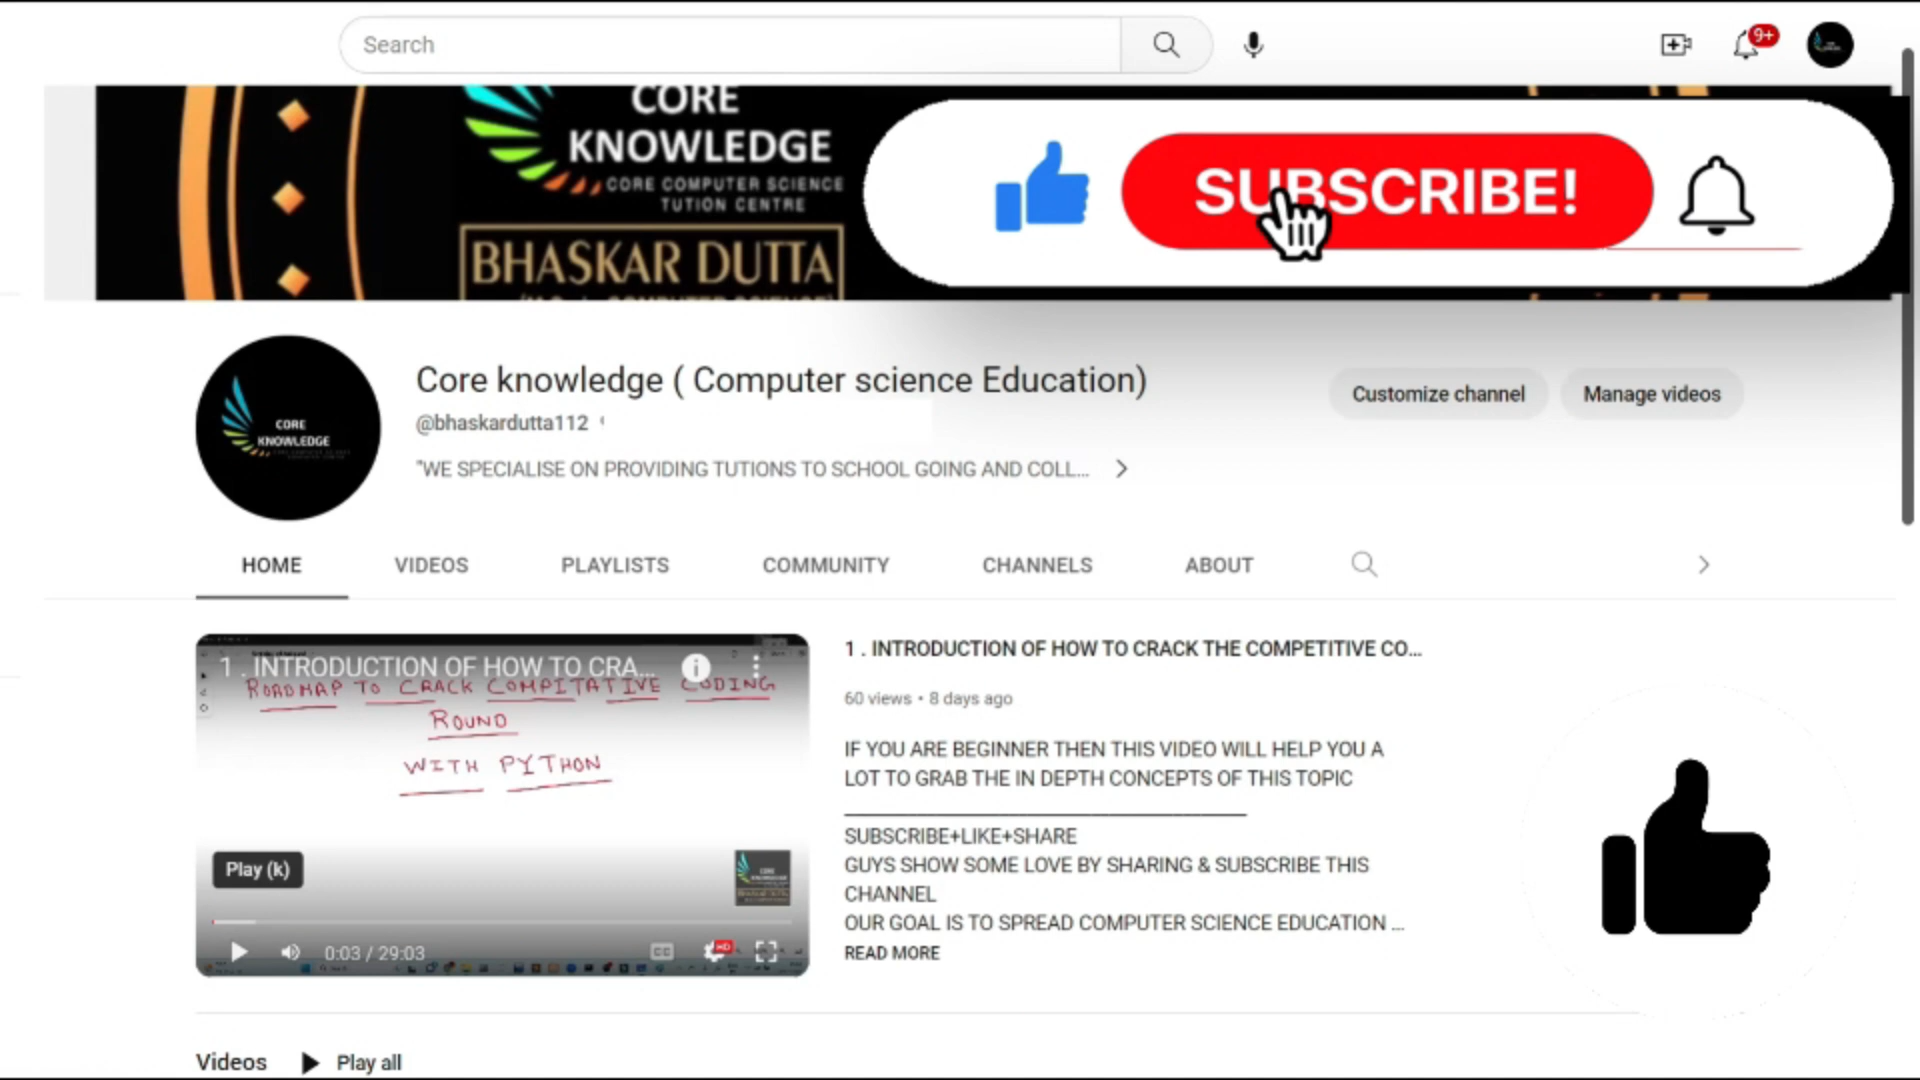 Search
9+
CORE
KNOWLEDGE
CORE COMPUTER SCIENCE
TUTION CENTRE
BHASKAR DUTTA
SUBSCRIBE!
Core knowledge ( Computer science Education)
@bhaskardutta112
"WE SPECIALISE ON PROVIDING TUTIONS TO SCHOOL GOING AND COLL...
Customize channel
Manage videos
CORE
KNOWLEDGE
HOME
VIDEOS
PLAYLISTS
COMMUNITY
CHANNELS
ABOUT
1 . INTRODUCTION OF HOW TO CRA...
ROADMAP TO CRACK COMPITATIVE CODING
ROUND
WITH PYTHON
Play (k)
0:03 / 29:03
CC
HD
1 . INTRODUCTION OF HOW TO CRACK THE COMPETITIVE CO...
60 views • 8 days ago
IF YOU ARE BEGINNER THEN THIS VIDEO WILL HELP YOU A
LOT TO GRAB THE IN DEPTH CONCEPTS OF THIS TOPIC
SUBSCRIBE+LIKE+SHARE
GUYS SHOW SOME LOVE BY SHARING & SUBSCRIBE THIS
CHANNEL
OUR GOAL IS TO SPREAD COMPUTER SCIENCE EDUCATION ...
READ MORE
Videos
Play all